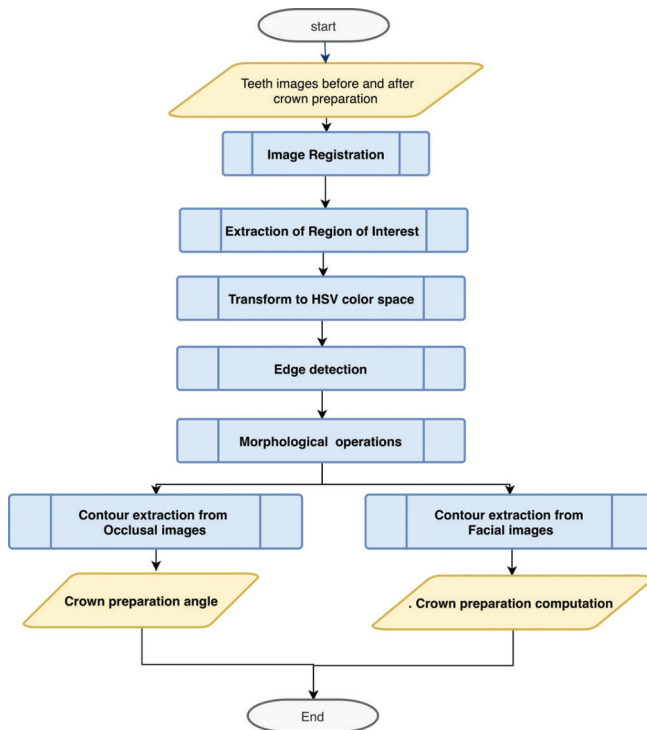 start
Teeth images before and after
crown preparation
Image Registration
Extraction of Region of Interest
Transform to HSV color space
Edge detection
Morphological operations
Contour extraction from
Occlusal images
Contour extraction from
Facial images
Crown preparation angle
. Crown preparation computation
End